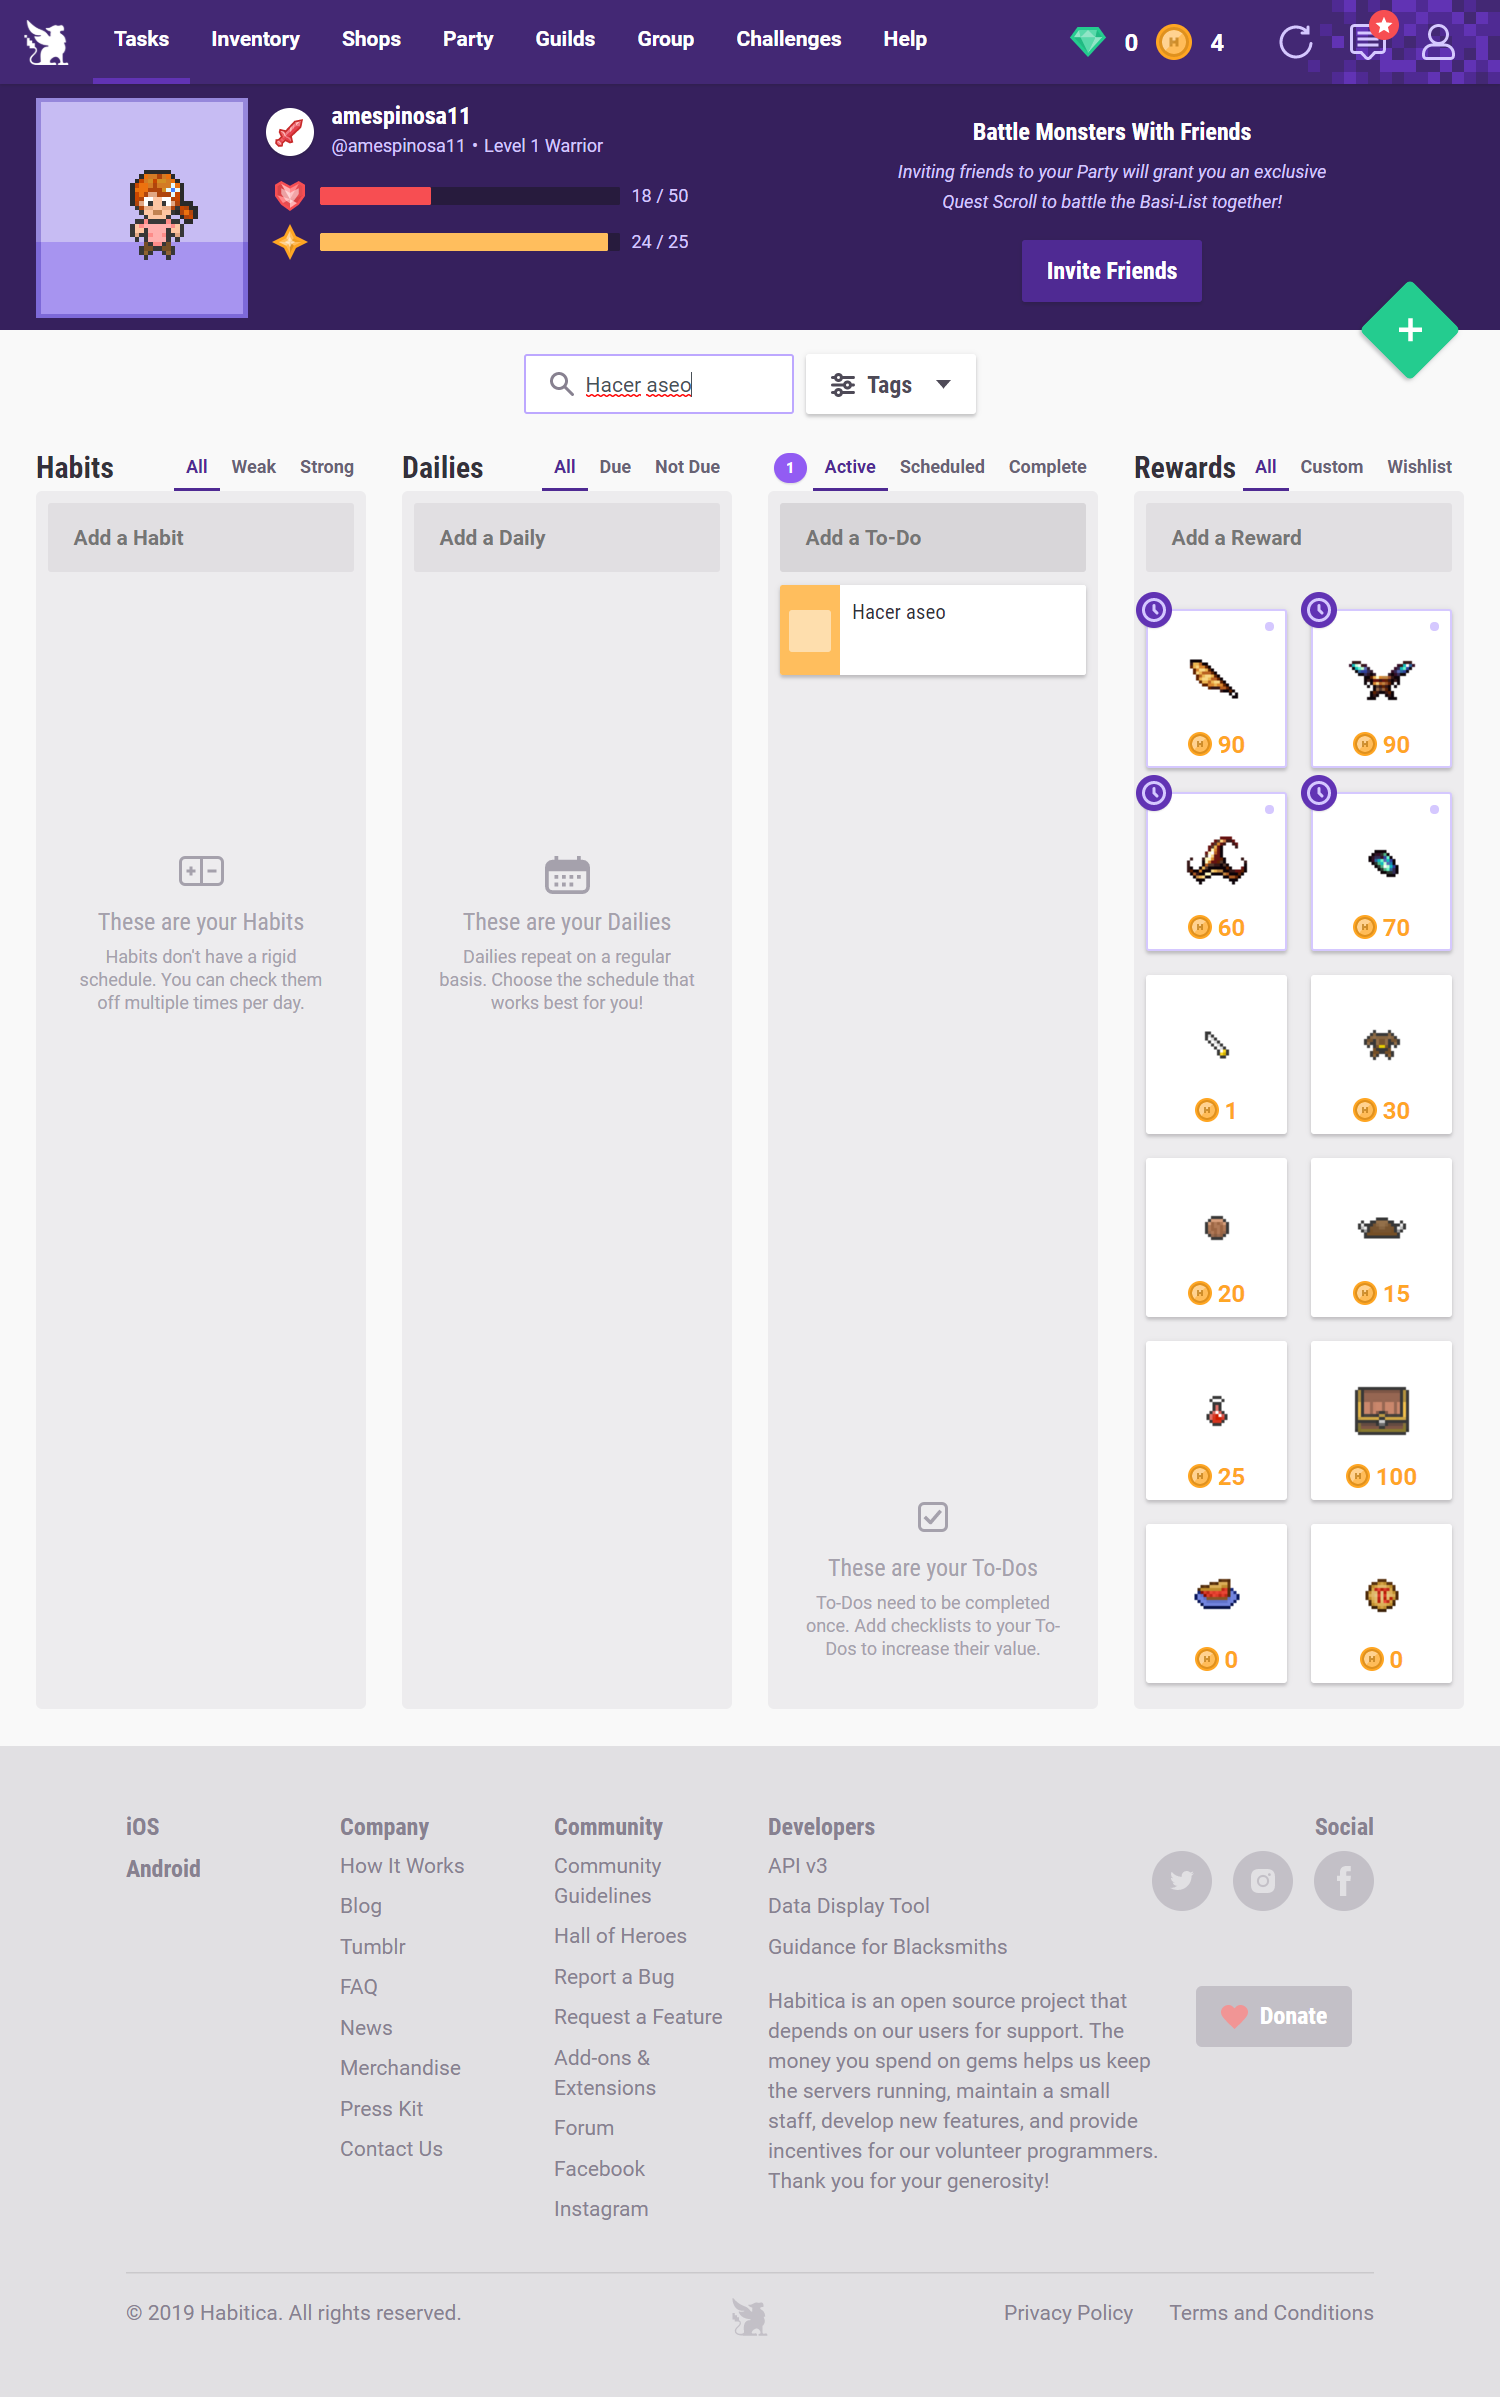 Tasks Inventory Shops Party Guilds Group Challenges Help 0 4
amespinosa11
@amespinosa11 • Level 1 Warrior
18 / 50
24 / 25
Battle Monsters With Friends
Inviting friends to your Party will grant you an exclusive
Quest Scroll to battle the Basi-List together!
Invite Friends
Hacer aseo
Tags
Habits All Weak Strong
Add a Habit
These are your Habits
Habits don't have a rigid
schedule. You can check them
off multiple times per day.
Dailies All Due Not Due
Add a Daily
These are your Dailies
Dailies repeat on a regular
basis. Choose the schedule that
works best for you!
1 Active Scheduled Complete
Add a To-Do
Hacer aseo
These are your To-Dos
To-Dos need to be completed
once. Add checklists to your To-
Dos to increase their value.
Rewards All Custom Wishlist
Add a Reward
90 90
60 70
1 30
20 15
25 100
0 0
iOS
Android
Company
How It Works
Blog
Tumblr
FAQ
News
Merchandise
Press Kit
Contact Us
Community
Community
Guidelines
Hall of Heroes
Report a Bug
Request a Feature
Add-ons &
Extensions
Forum
Facebook
Instagram
Developers
API v3
Data Display Tool
Guidance for Blacksmiths
Habitica is an open source project that
depends on our users for support. The
money you spend on gems helps us keep
the servers running, maintain a small
staff, develop new features, and provide
incentives for our volunteer programmers.
Thank you for your generosity!
Social
Donate
© 2019 Habitica. All rights reserved.
Privacy Policy Terms and Conditions